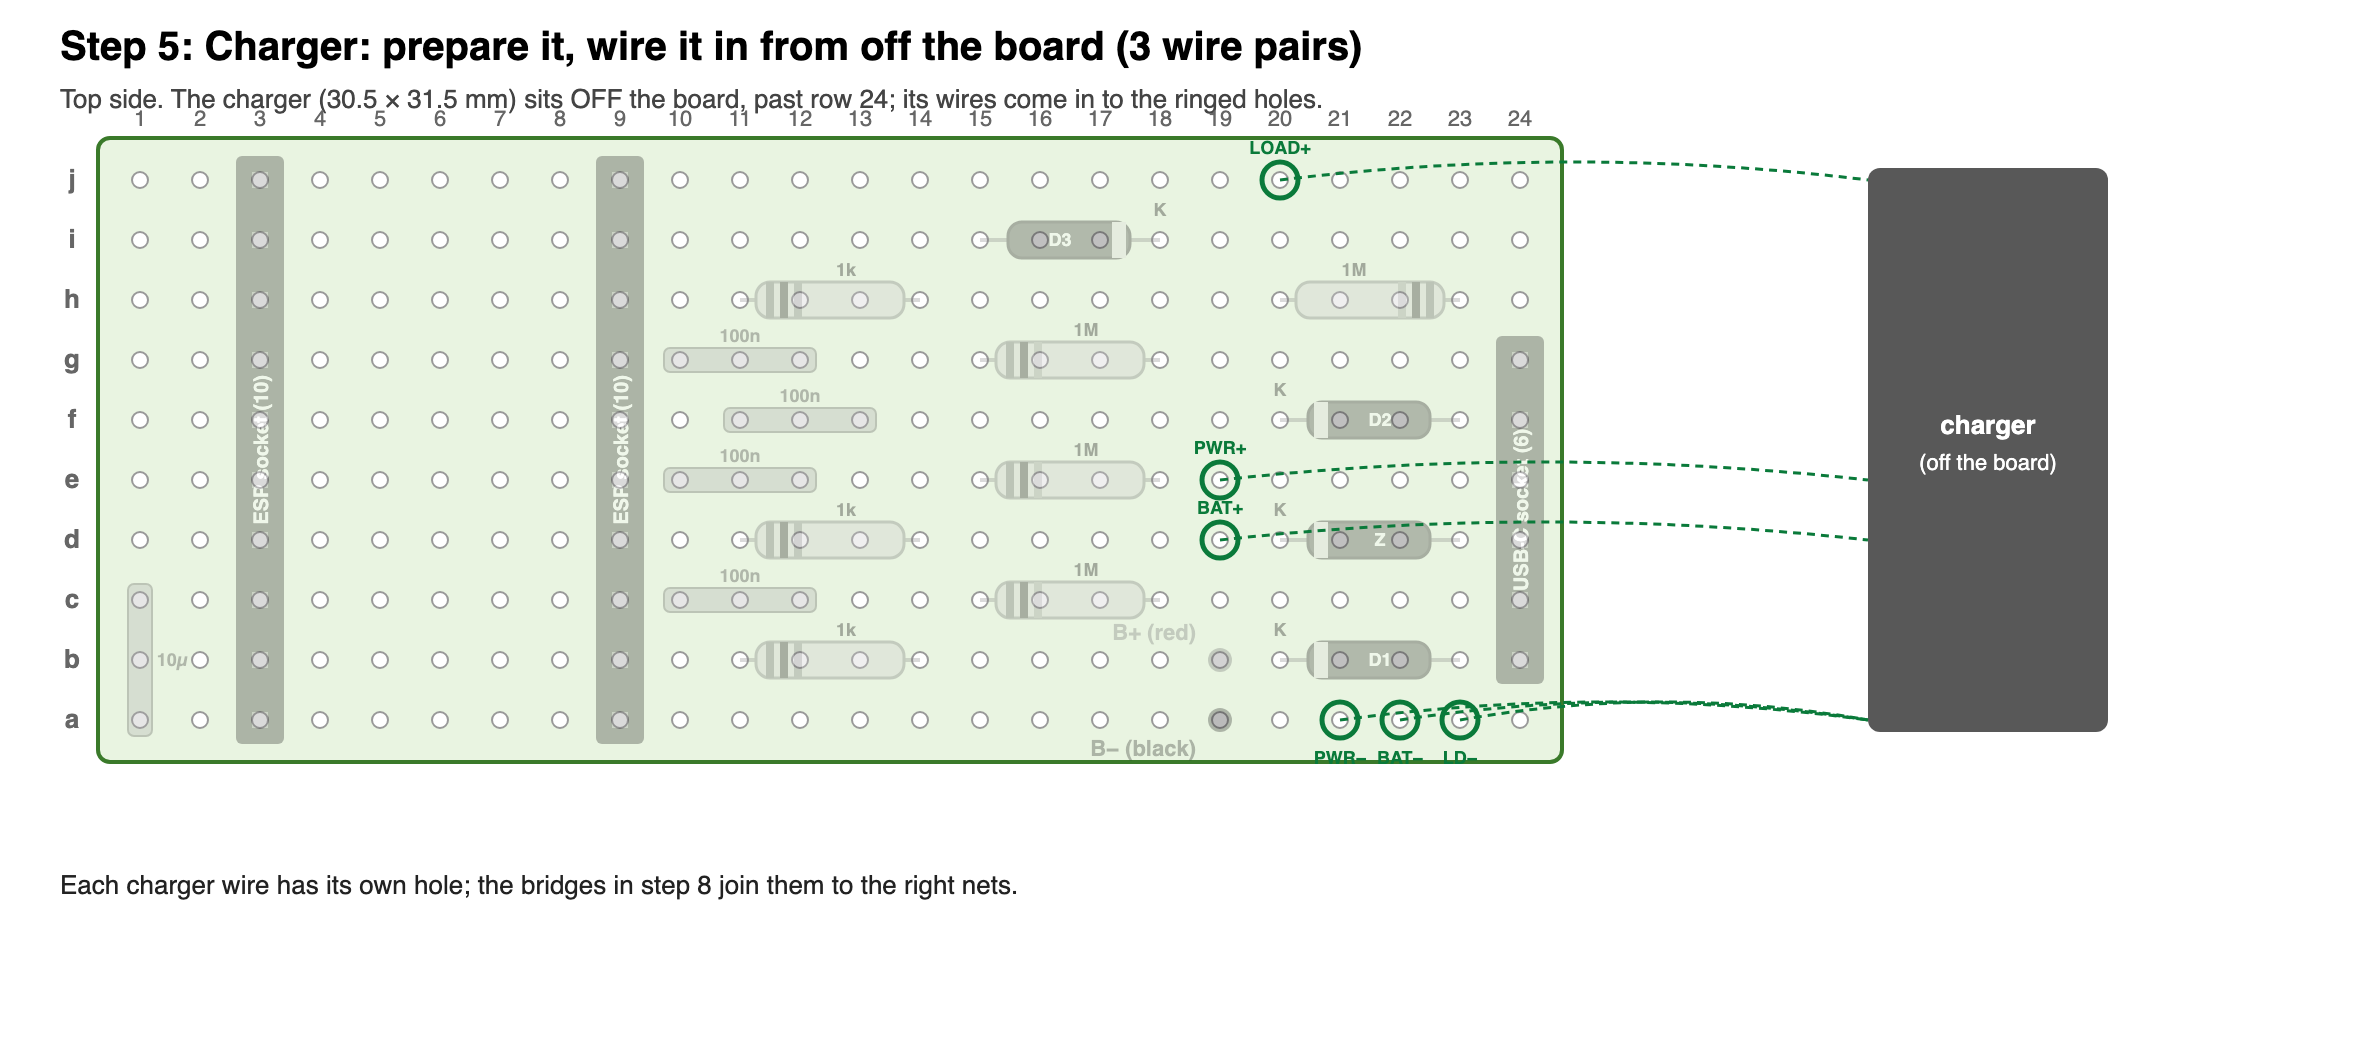 Step 5: Charger: prepare it, wire it in from off the board (3 wire pairs)
Top side. The charger (30.5 × 31.5 mm) sits OFF the board, past row 24; its wires come in to the ringed holes.
1 2 3 4 5 6 7 8 9 10 11 12 13 14 15 16 17 18 19 20 21 22 23 24
LOAD+
j
K
i D3
1k 1M
h
100n 1M
g
100n K
f D2
PWR+
100n 1M
e
BAT+
1k K
d Z
100n 1M
c
B+ (red)
1k K
b 10µ D1
a
B– (black)
PWR– BAT– LD–
ESP socket (10)
ESP socket (10)
USB-C socket (6)
charger
(off the board)
Each charger wire has its own hole; the bridges in step 8 join them to the right nets.